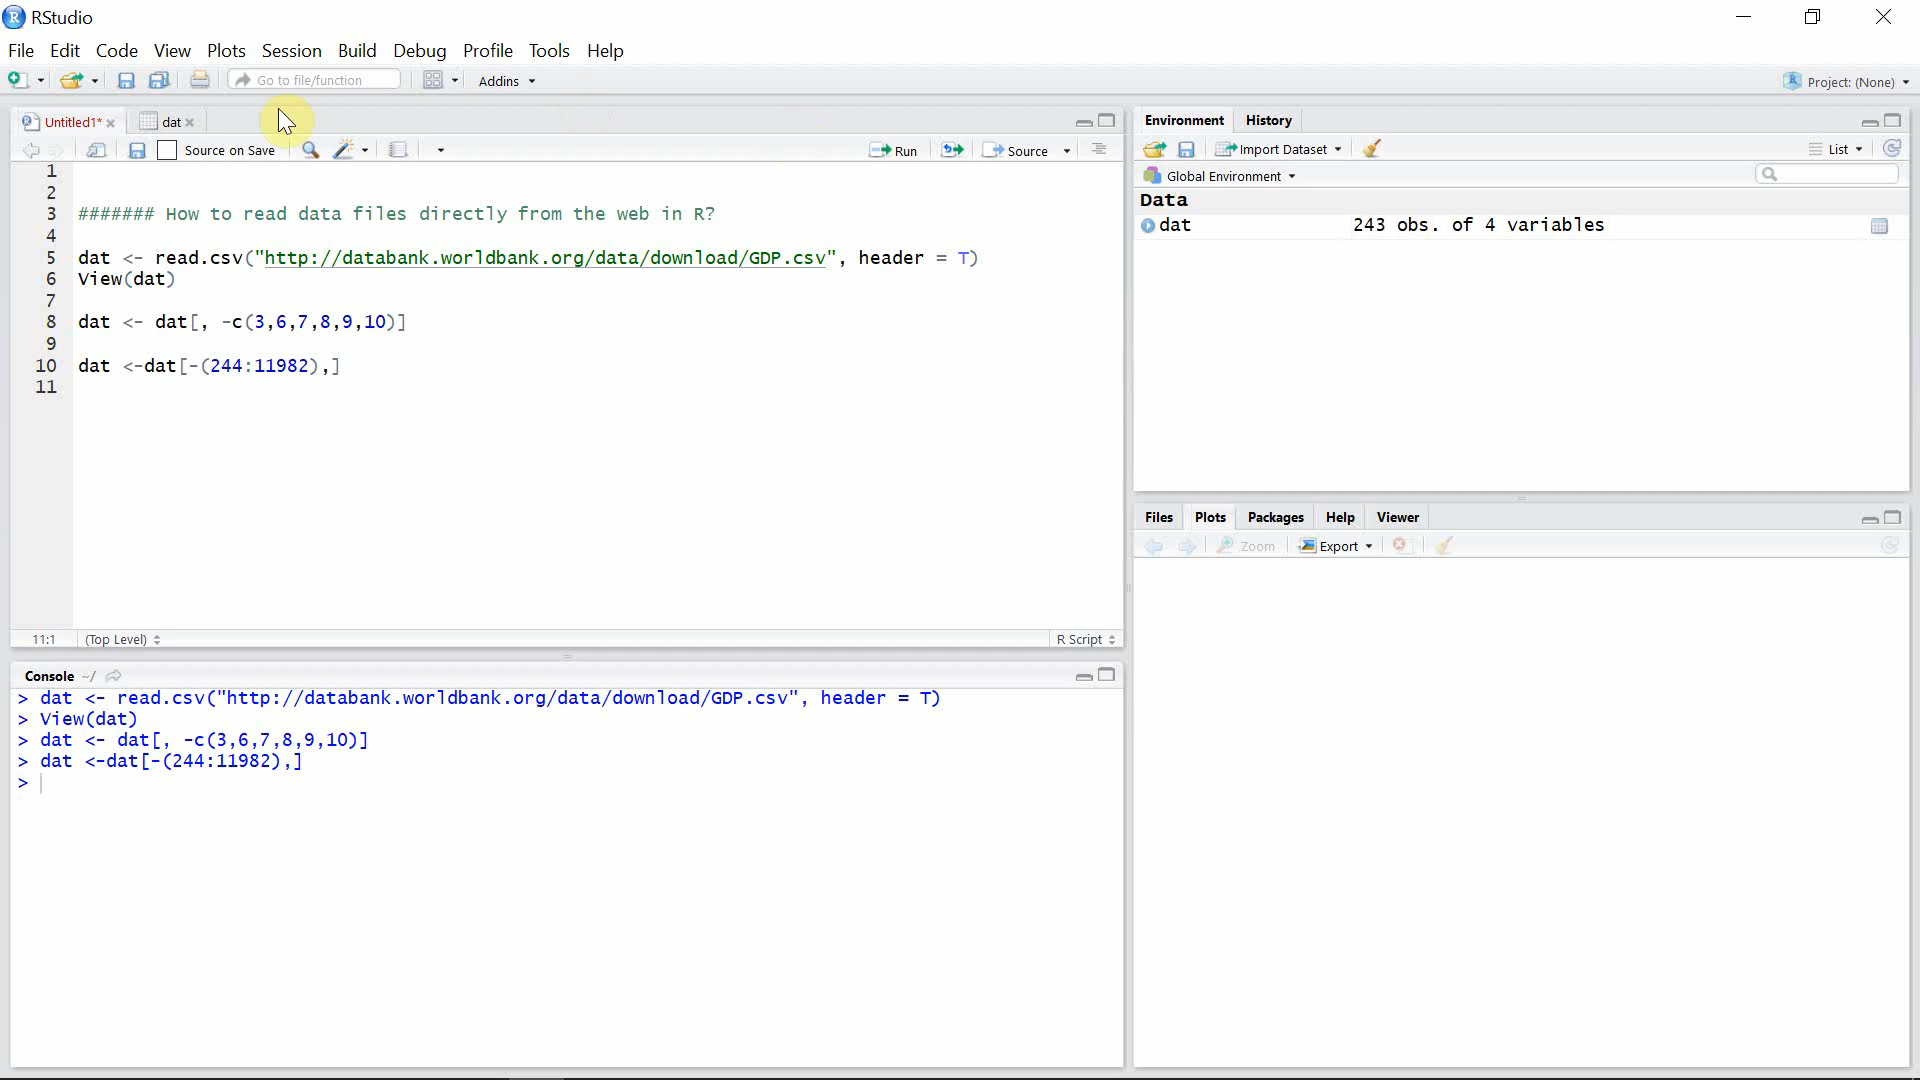 RStudio
File Edit Code View Plots Session Build Debug Profile Tools Help
Go to file/function Addins Project: (None)
Untitled1* dat
Source on Save Run Source
1
2
3 ####### How to read data files directly from the web in R?
4
5 dat <- read.csv("http://databank.worldbank.org/data/download/GDP.csv", header = T)
6 View(dat)
7
8 dat <- dat[, -c(3,6,7,8,9,10)]
9
10 dat <-dat[-(244:11982),]
11
11:1 (Top Level) R Script
Console ~/
> dat <- read.csv("http://databank.worldbank.org/data/download/GDP.csv", header = T)
> View(dat)
> dat <- dat[, -c(3,6,7,8,9,10)]
> dat <-dat[-(244:11982),]
>
Environment History
Import Dataset List
Global Environment
Data
dat 243 obs. of 4 variables
Files Plots Packages Help Viewer
Zoom Export